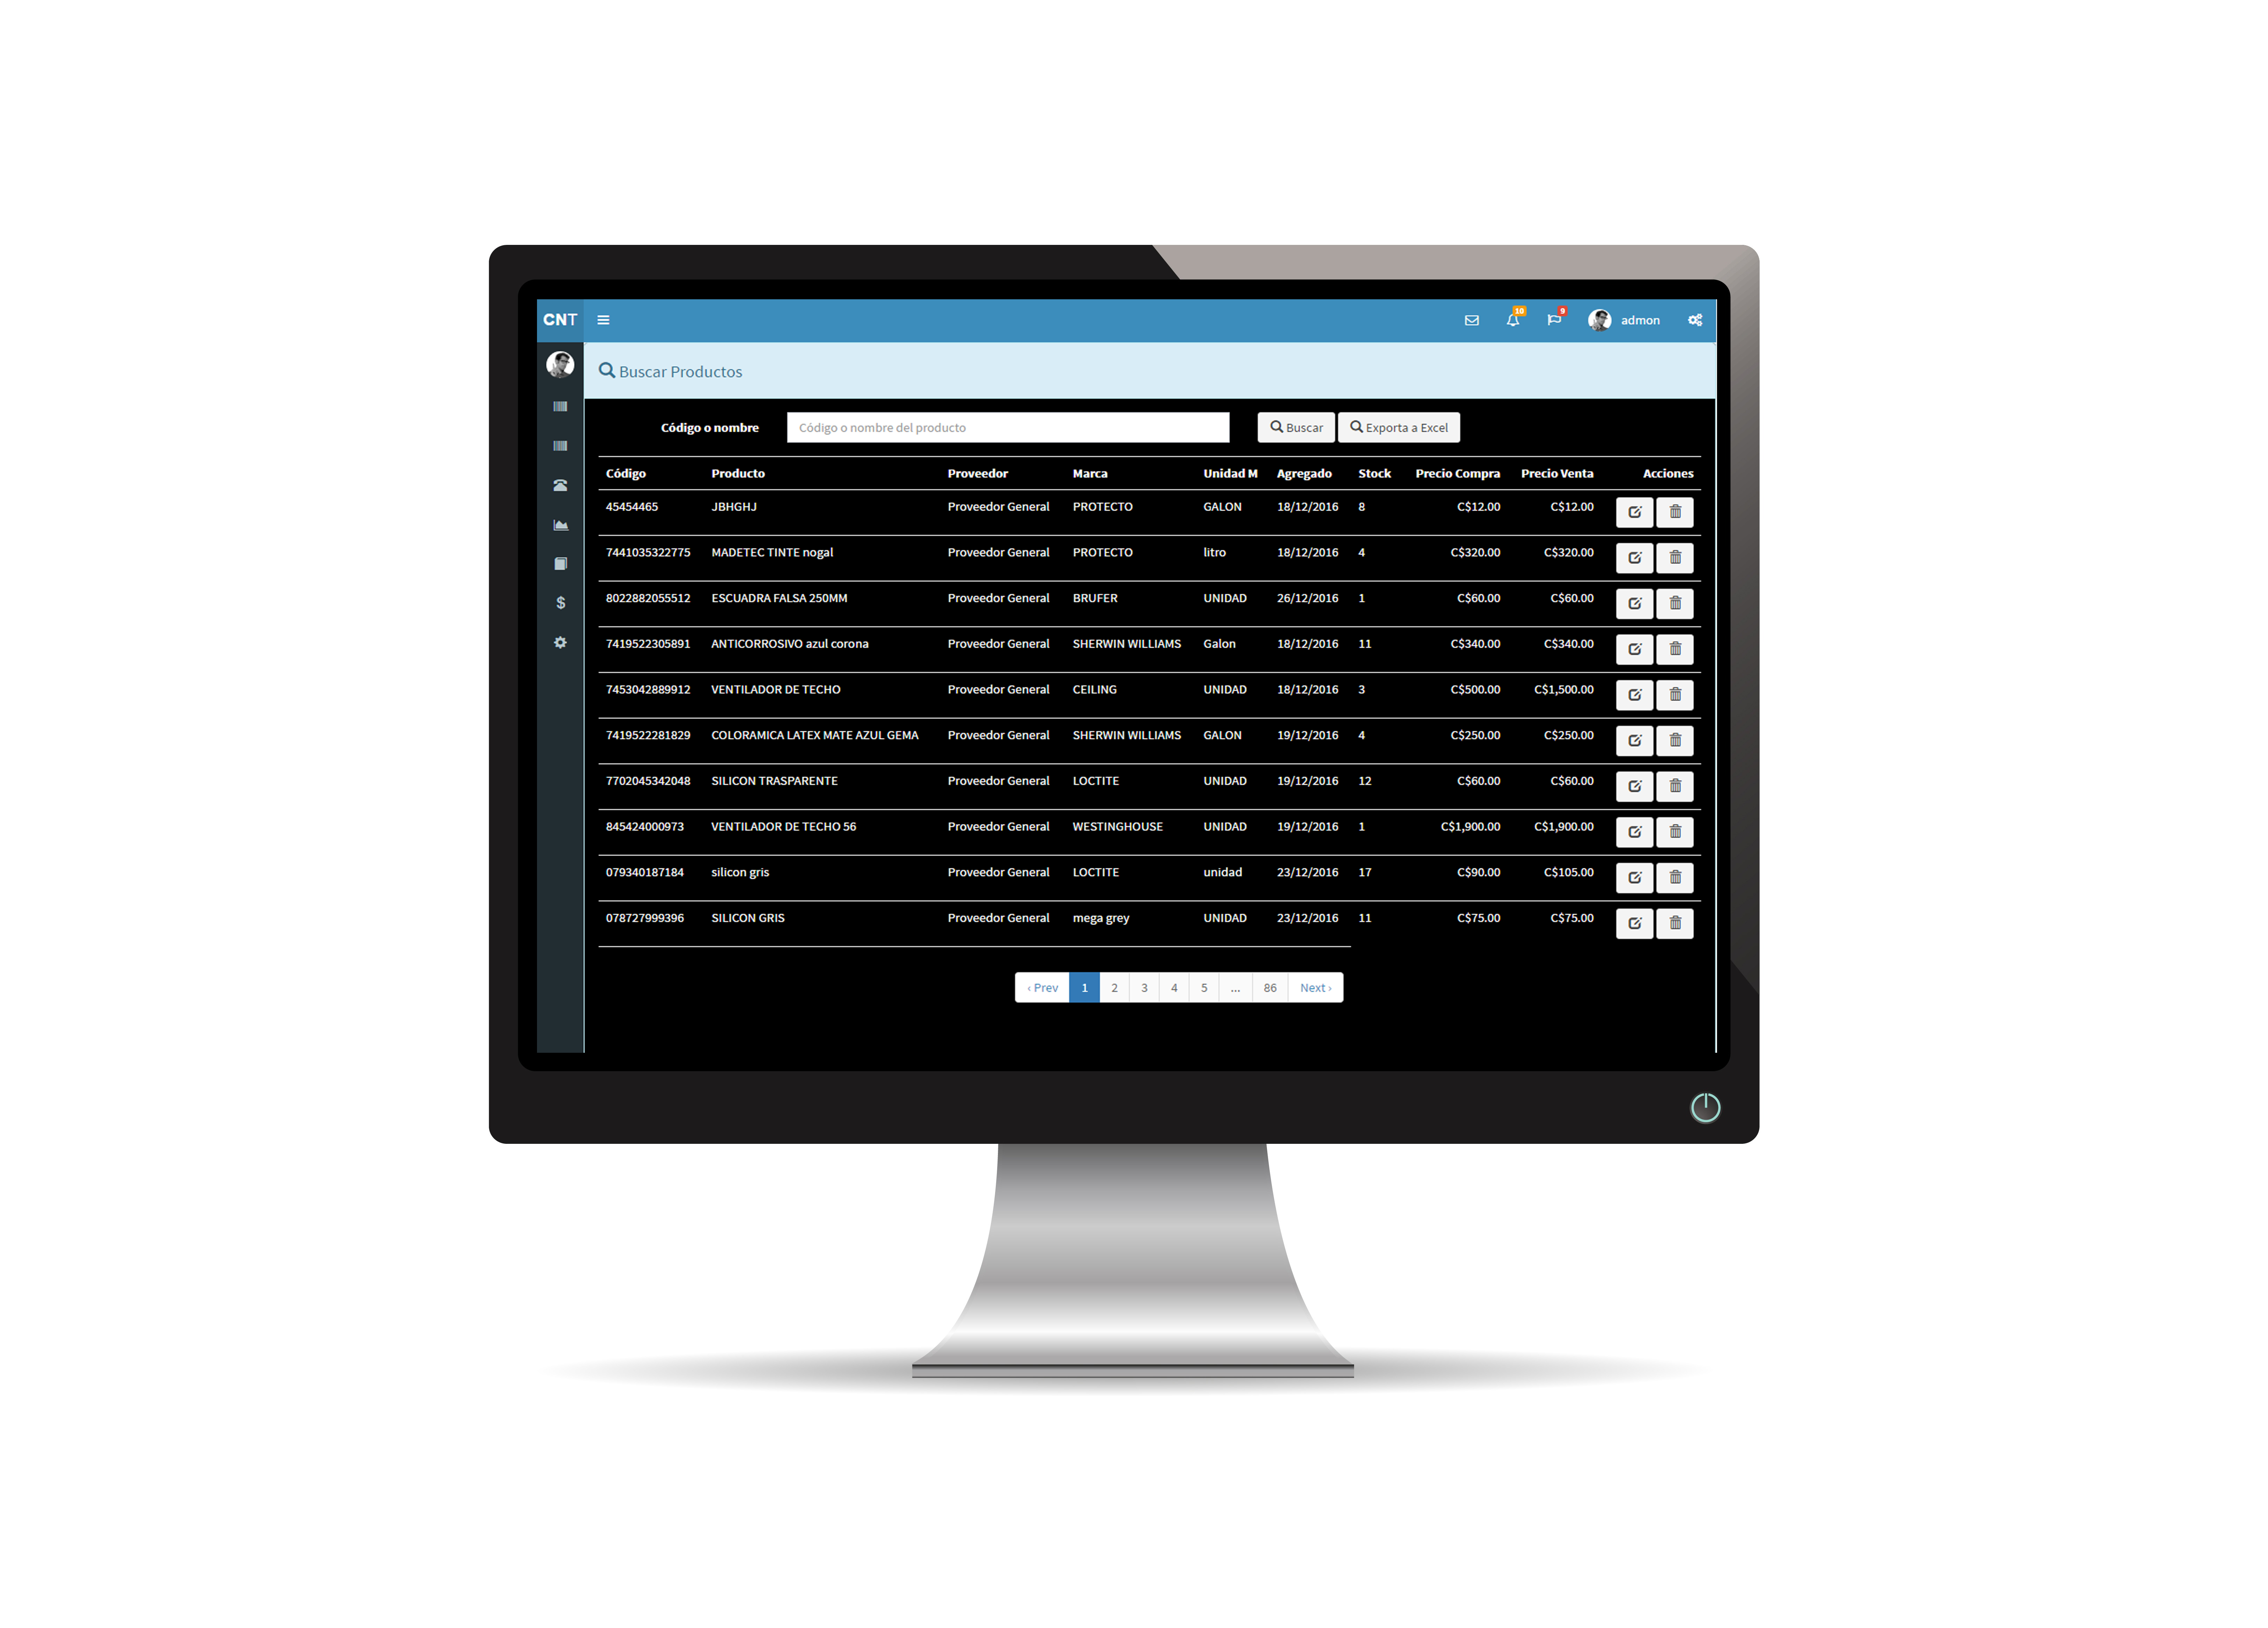 CNT 10 9 admon
Buscar Productos
Código o nombre Código o nombre del producto Buscar Exporta a Excel
Código Producto Proveedor Marca Unidad M Agregado Stock Precio Compra Precio Venta Acciones
45454465 JBHGHJ Proveedor General PROTECTO GALON 18/12/2016 8 C$12.00 C$12.00
7441035322775 MADETEC TINTE nogal Proveedor General PROTECTO litro 18/12/2016 4 C$320.00 C$320.00
8022882055512 ESCUADRA FALSA 250MM Proveedor General BRUFER UNIDAD 26/12/2016 1 C$60.00 C$60.00
7419522305891 ANTICORROSIVO azul corona Proveedor General SHERWIN WILLIAMS Galon 18/12/2016 11 C$340.00 C$340.00
7453042889912 VENTILADOR DE TECHO Proveedor General CEILING UNIDAD 18/12/2016 3 C$500.00 C$1,500.00
7419522281829 COLORAMICA LATEX MATE AZUL GEMA Proveedor General SHERWIN WILLIAMS GALON 19/12/2016 4 C$250.00 C$250.00
7702045342048 SILICON TRASPARENTE Proveedor General LOCTITE UNIDAD 19/12/2016 12 C$60.00 C$60.00
845424000973 VENTILADOR DE TECHO 56 Proveedor General WESTINGHOUSE UNIDAD 19/12/2016 1 C$1,900.00 C$1,900.00
079340187184 silicon gris Proveedor General LOCTITE unidad 23/12/2016 17 C$90.00 C$105.00
078727999396 SILICON GRIS Proveedor General mega grey UNIDAD 23/12/2016 11 C$75.00 C$75.00
‹ Prev 1 2 3 4 5 ... 86 Next ›